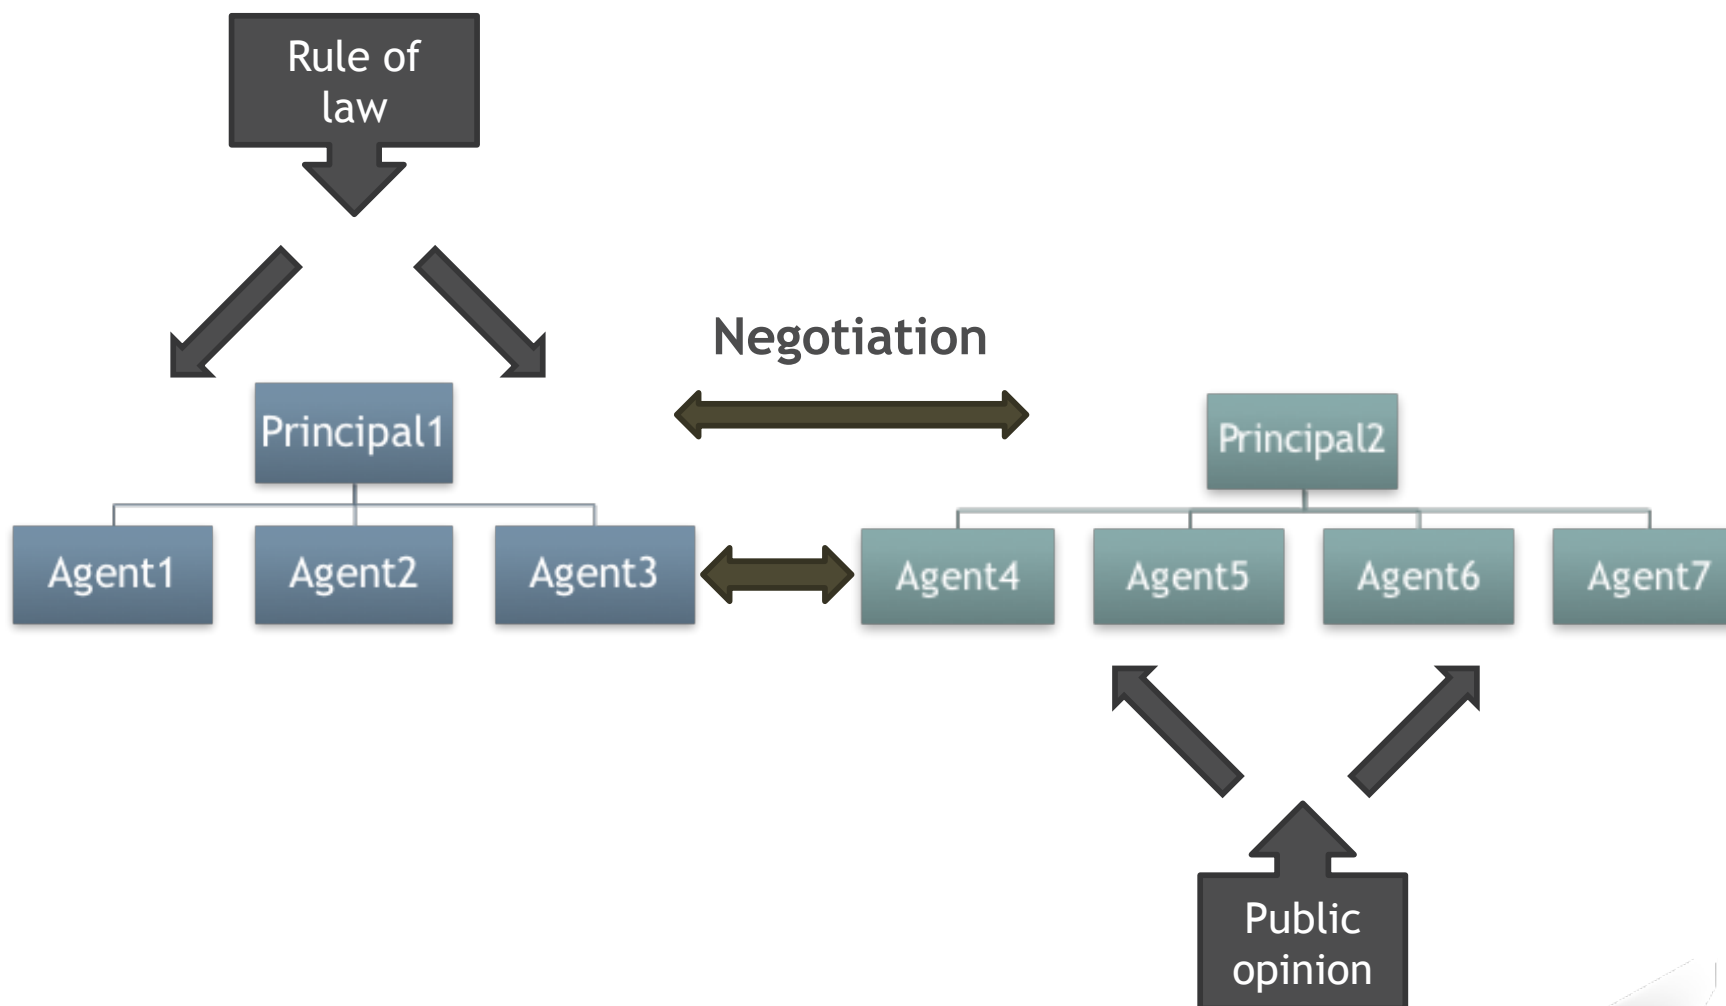 Rule of
law
Negotiation
Principal1
Principal2
Agent1
Agent2
Agent3
Agent4
Agent5
Agent6
Agent7
Public
opinion